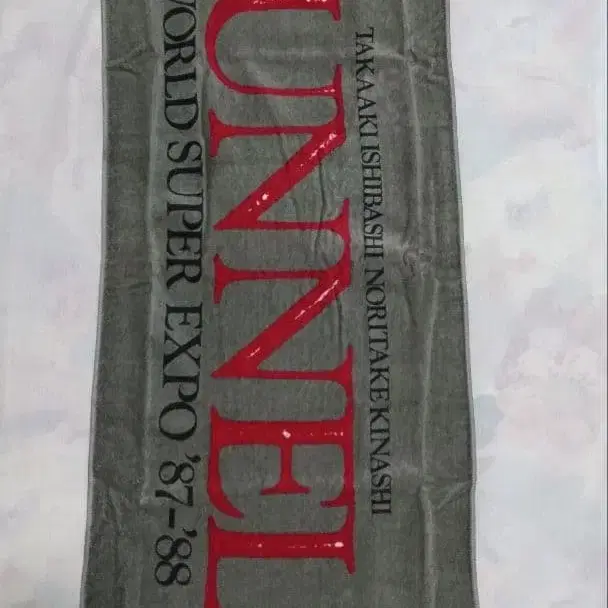 TAKAAKI ISHIBASHI NORITAKE KINASHI
UNNEL
WORLD SUPER EXPO '87-'88